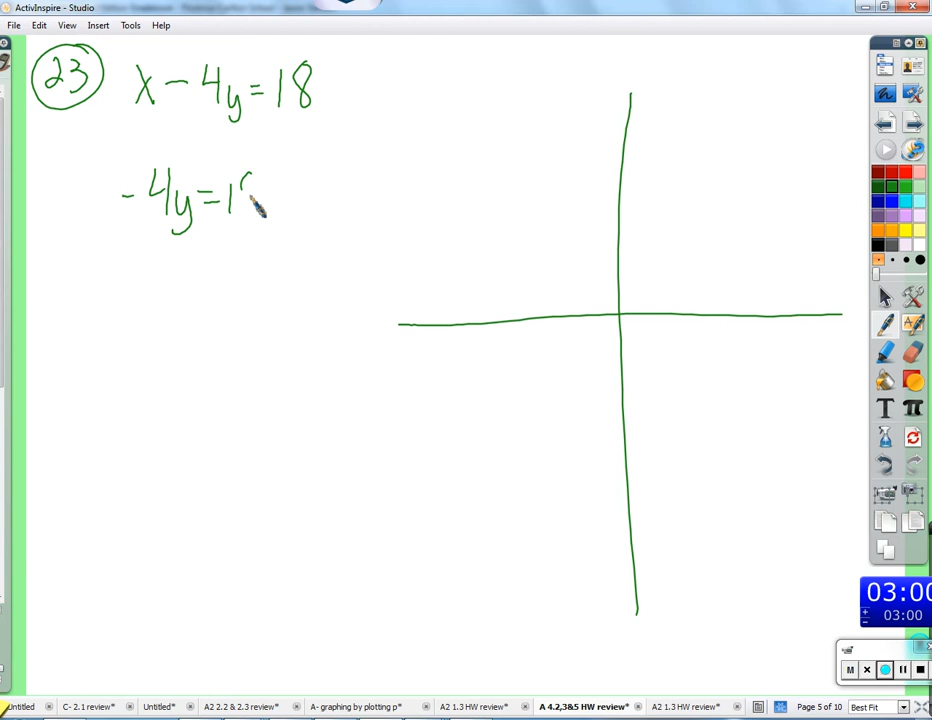 ActivInspire - Studio
File Edit View Insert Tools Help
23 x - 4y = 18
- 4y = 1
03:00
03:00
M
Untitled C- 2.1 review* Untitled* A2 2.2 & 2.3 review* A- graphing by plotting p* A2 1.3 HW review* A 4.2,3&5 HW review* A2 1.3 HW review* Page 5 of 10 Best Fit